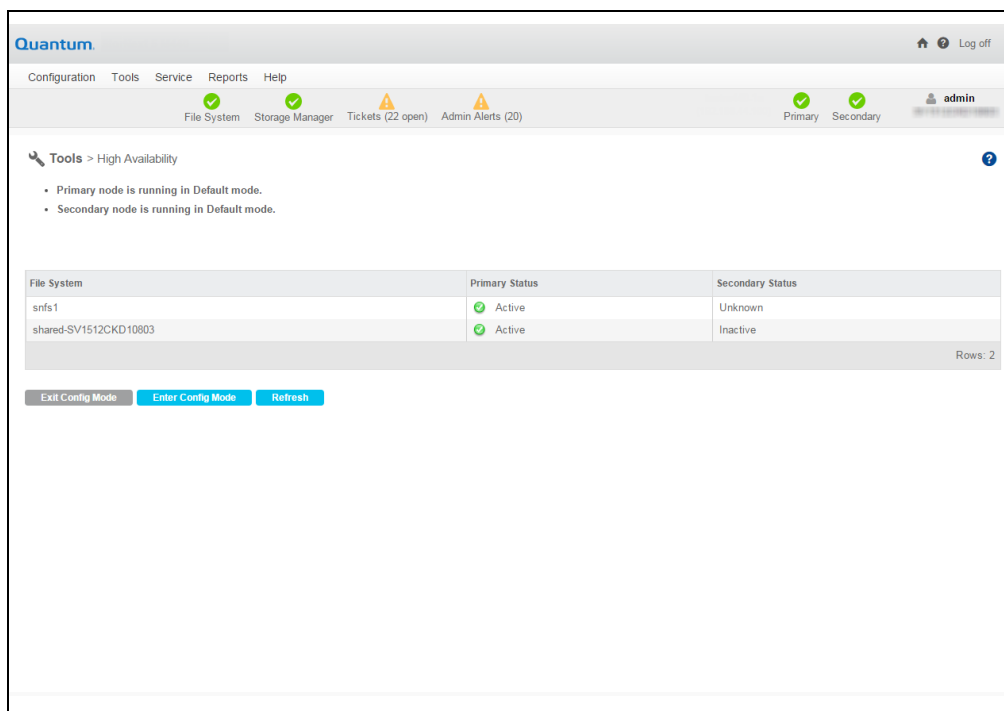 Quantum.
Log off
Configuration Tools Service Reports Help
File System Storage Manager Tickets (22 open) Admin Alerts (20) Primary Secondary admin
Tools > High Availability
• Primary node is running in Default mode.
• Secondary node is running in Default mode.
File System Primary Status Secondary Status
snfs1 Active Unknown
shared-SV1512CKD10803 Active Inactive
Rows: 2
Exit Config Mode Enter Config Mode Refresh